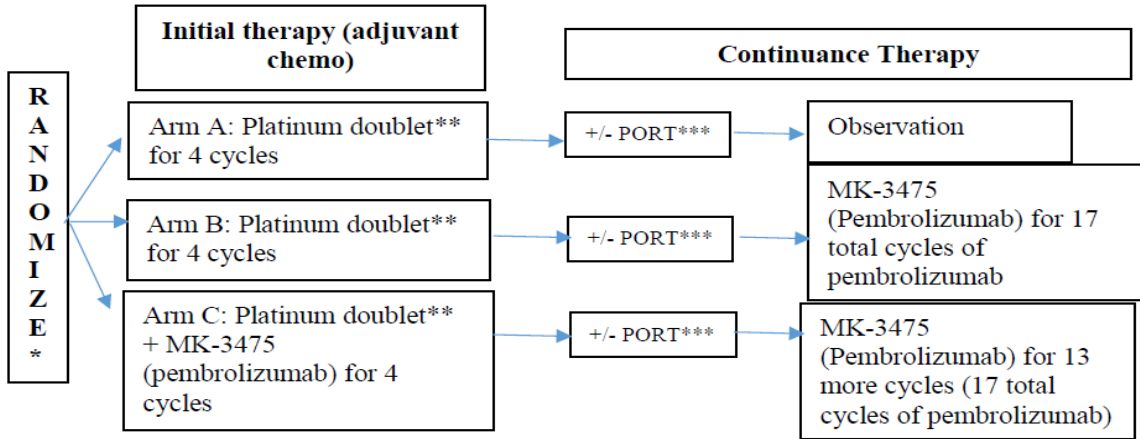 Initial therapy (adjuvant
chemo)
Continuance Therapy
R
A
N
D
O
M
I
Z
E
*
Arm A: Platinum doublet**
for 4 cycles
+/- PORT***
Observation
Arm B: Platinum doublet**
for 4 cycles
+/- PORT***
MK-3475
(Pembrolizumab) for 17
total cycles of
pembrolizumab
Arm C: Platinum doublet**
+ MK-3475
(pembrolizumab) for 4
cycles
+/- PORT***
MK-3475
(Pembrolizumab) for 13
more cycles (17 total
cycles of pembrolizumab)